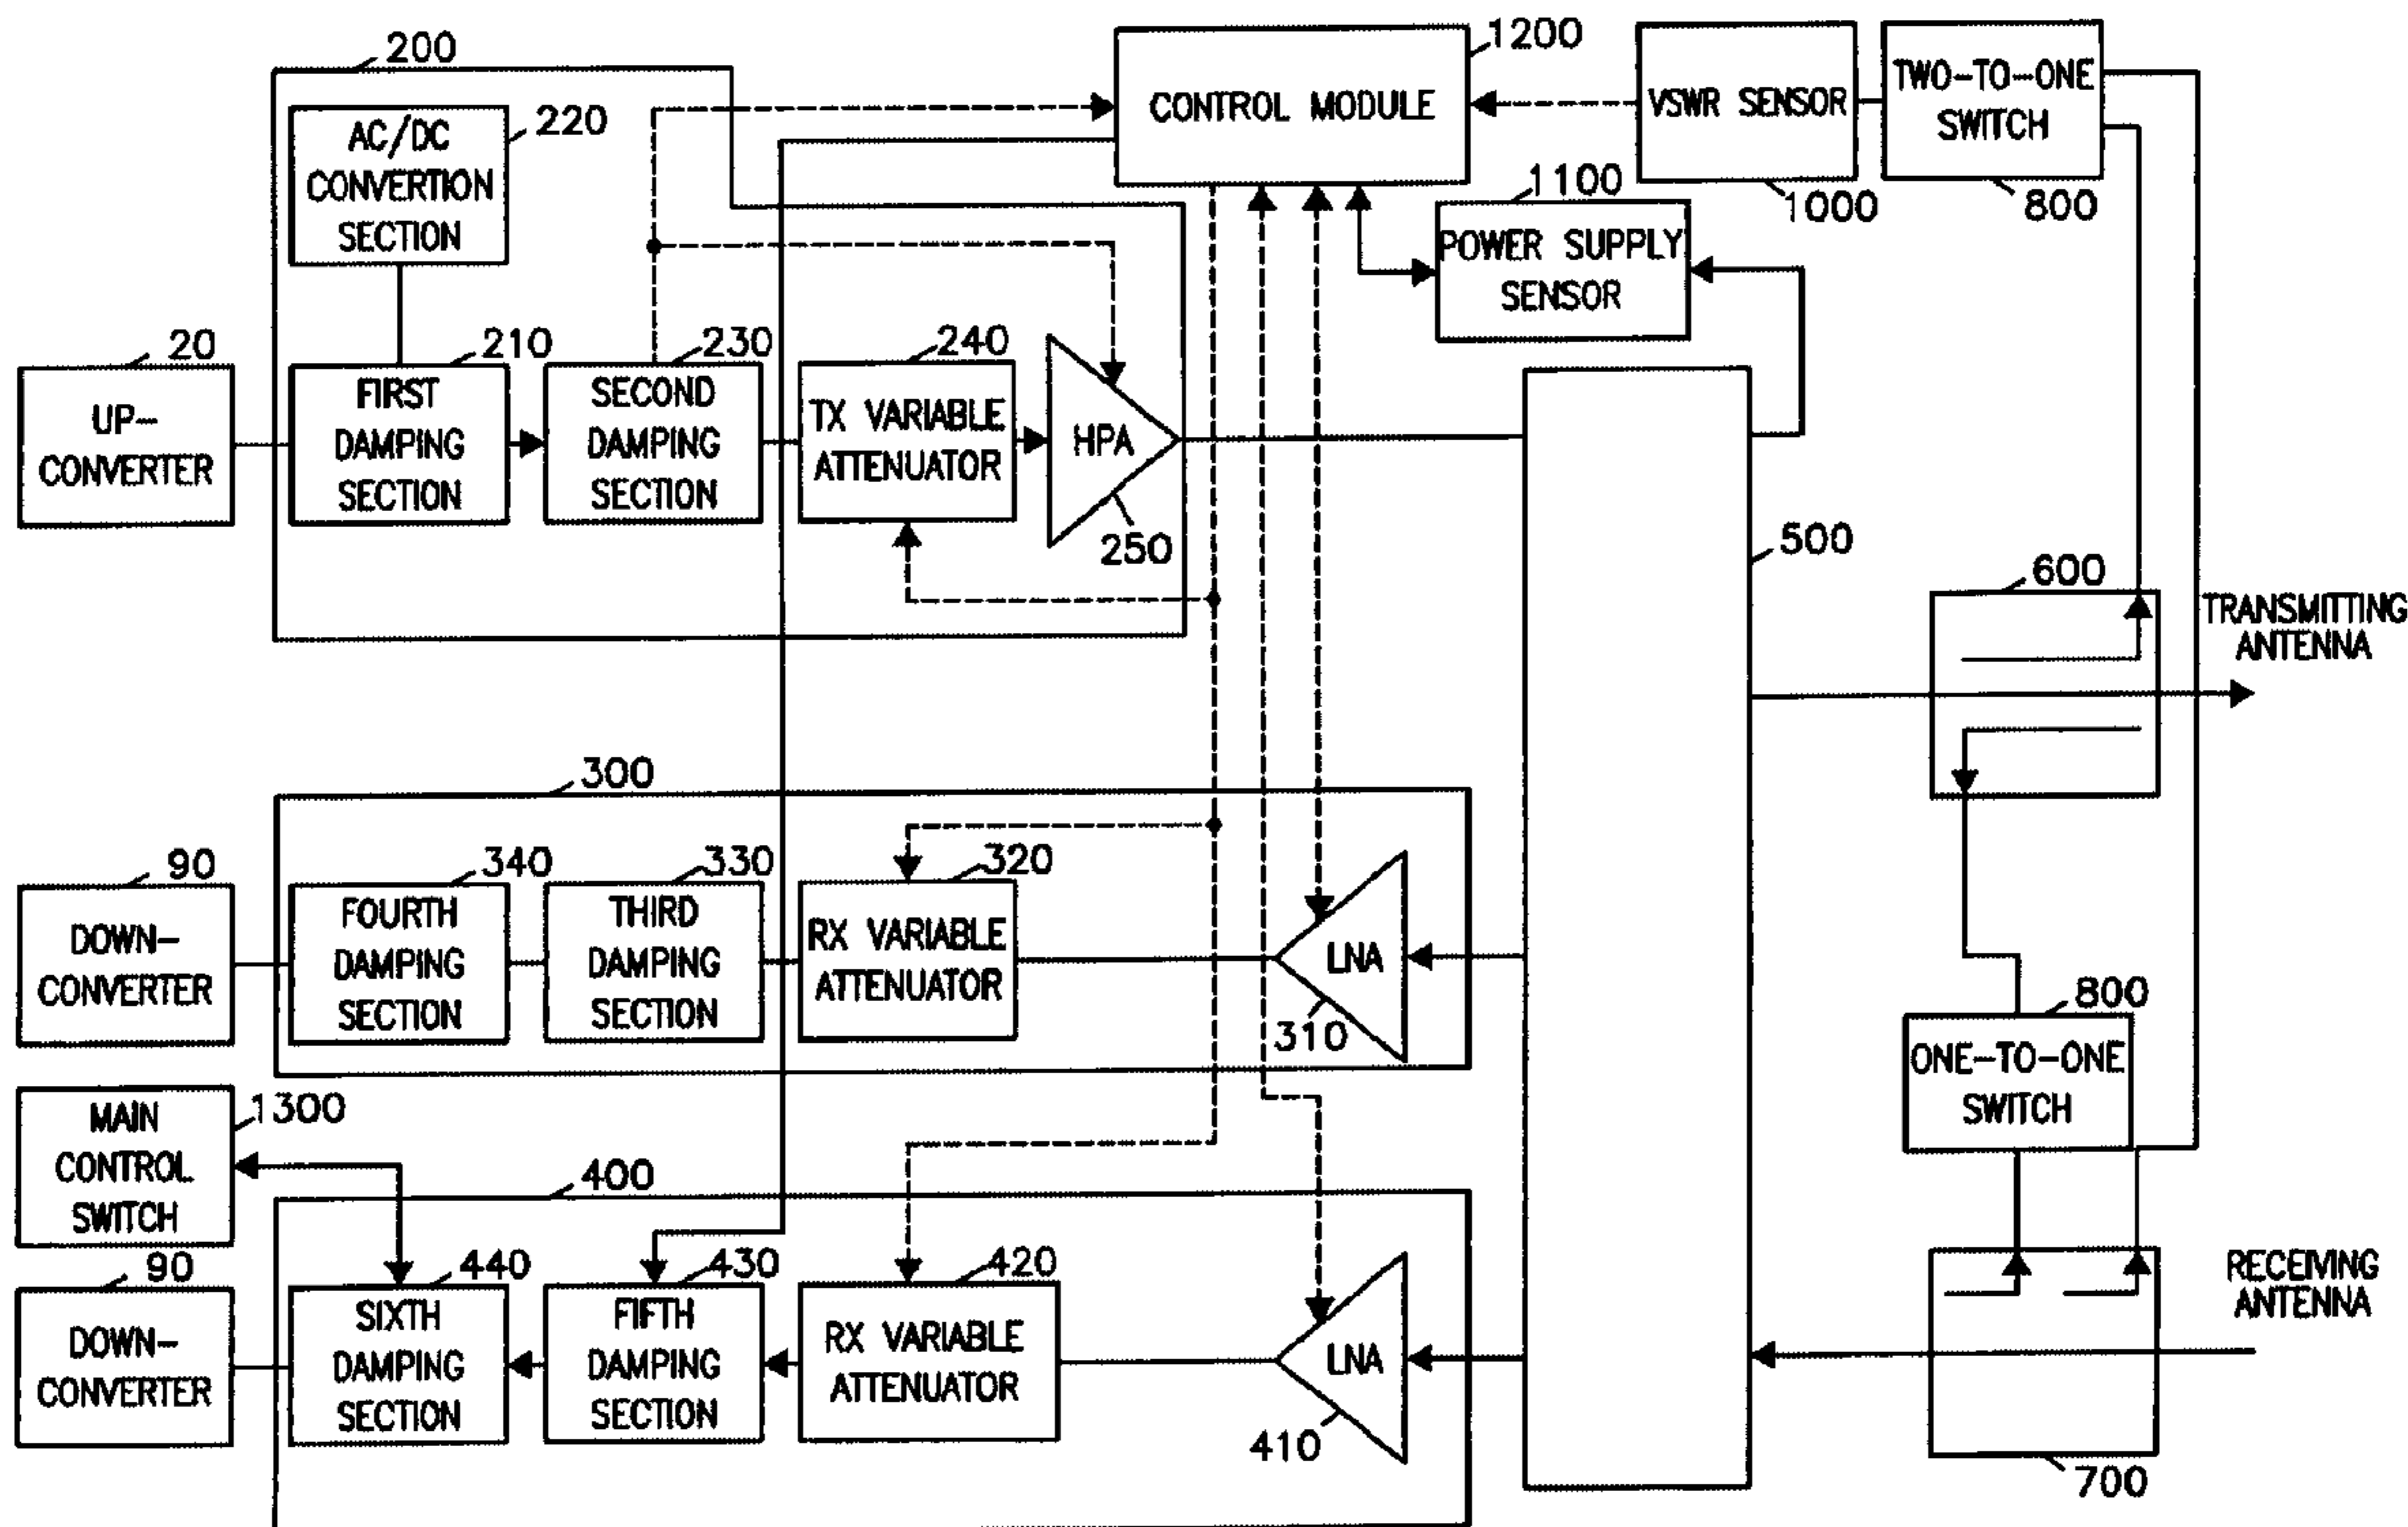 200
1200
CONTROL MODULE
VSWR SENSOR
1000
TWO-TO-ONE
SWITCH
800
AC/DC
CONVERTION
SECTION
220
1100
POWER SUPPLY
SENSOR
20
UP-
CONVERTER
210
FIRST
DAMPING
SECTION
230
SECOND
DAMPING
SECTION
240
TX VARIABLE
ATTENUATOR
HPA
250
500
600
TRANSMITTING
ANTENNA
300
90
DOWN-
CONVERTER
340
FOURTH
DAMPING
SECTION
330
THIRD
DAMPING
SECTION
320
RX VARIABLE
ATTENUATOR
LNA
310
800
ONE-TO-ONE
SWITCH
MAIN
CONTROL
SWITCH
1300
400
90
DOWN-
CONVERTER
440
SIXTH
DAMPING
SECTION
430
FIFTH
DAMPING
SECTION
420
RX VARIABLE
ATTENUATOR
LNA
410
RECEIVING
ANTENNA
700